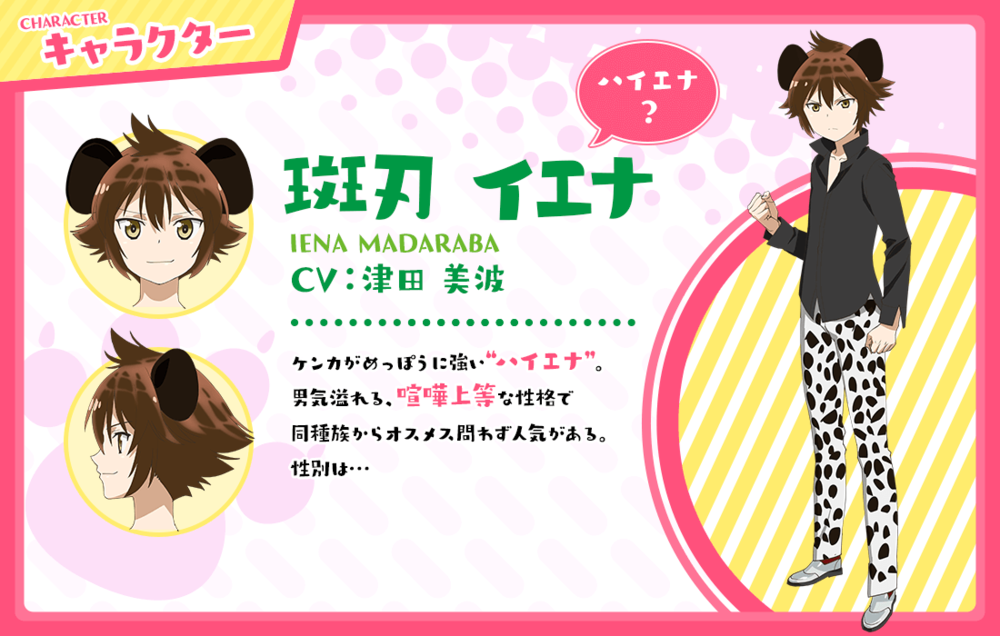 CHARACTER
キャラクター
ハイエナ
?
斑刃 イエナ
IENA MADARABA
CV:津田 美波
ケンカがめっぽうに強い“ハイエナ”。
男気溢れる、喧嘩上等な性格で
同種族からオスメス問わず人気がある。
性別は…